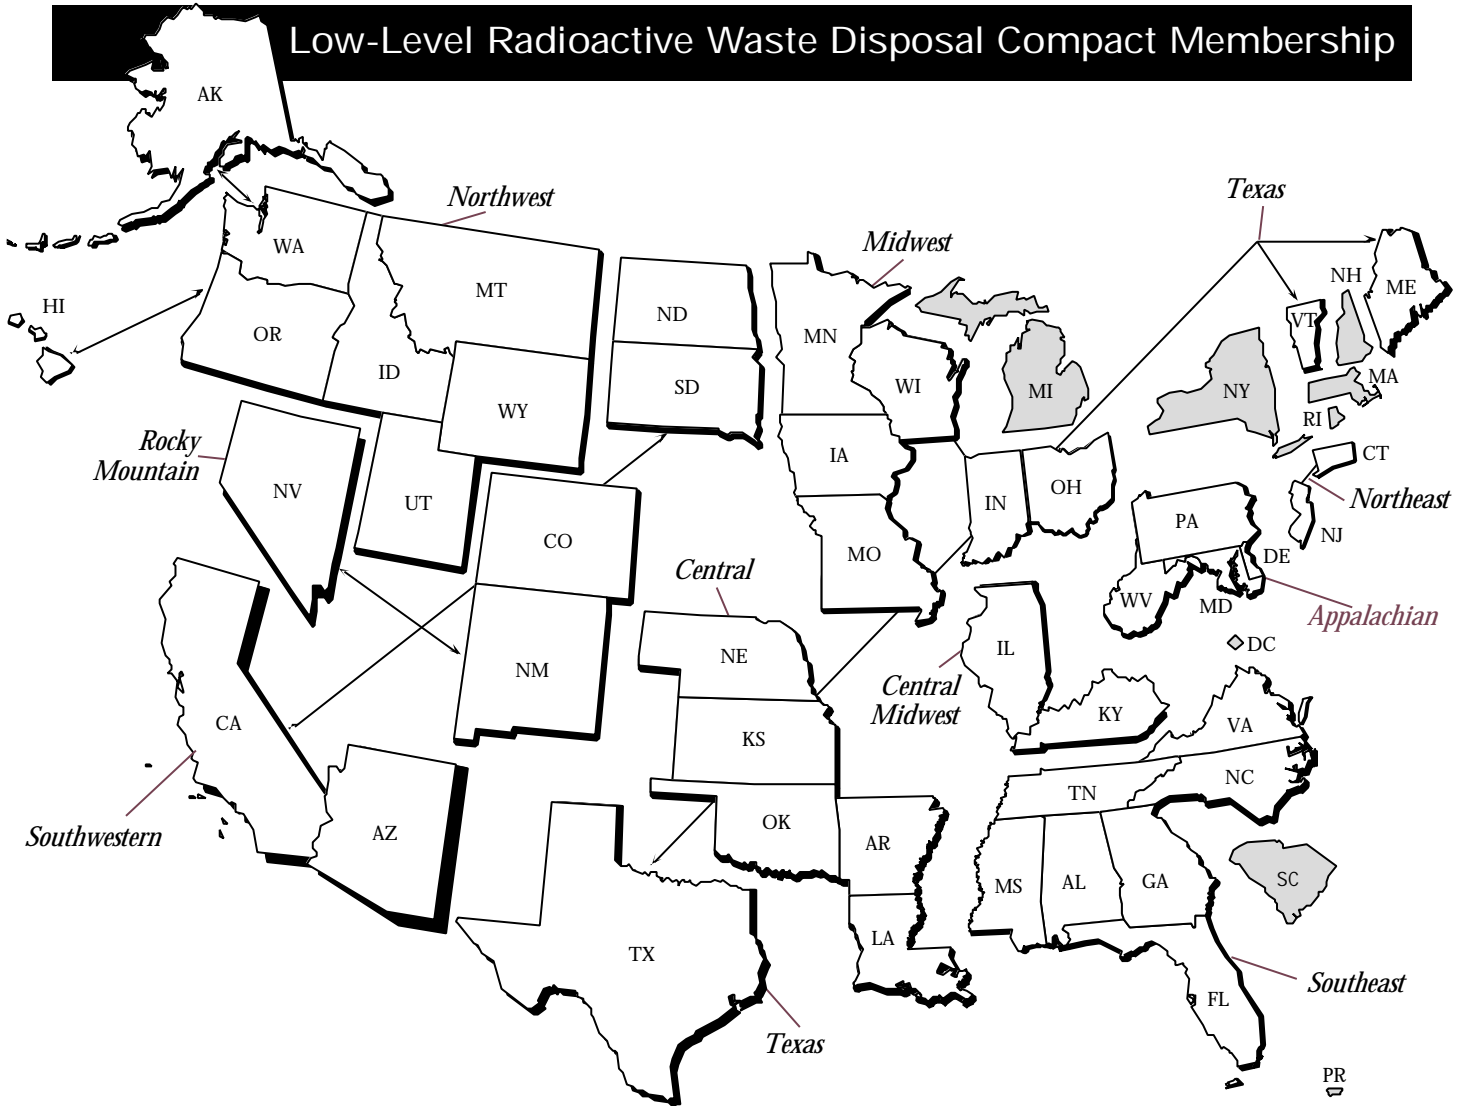 Low-Level Radioactive Waste Disposal Compact Membership
AK
Northwest
Texas
Midwest
WA
MT
NH
ME
HI
ND
VT
OR
MN
ID
SD
WI
MI
NY
MA
WY
RI
Rocky
Mountain
IA
CT
NV
UT
IN
OH
Northeast
PA
NJ
CO
MO
DE
Central
WV
MD
Appalachian
DC
NM
NE
IL
Central
Midwest
KY
CA
KS
VA
NC
TN
Southwestern
AZ
OK
AR
MS
AL
GA
SC
TX
LA
Southeast
FL
Texas
PR